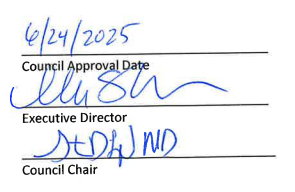 6/24/2025
Council Approval Date
Executive Director
Council Chair